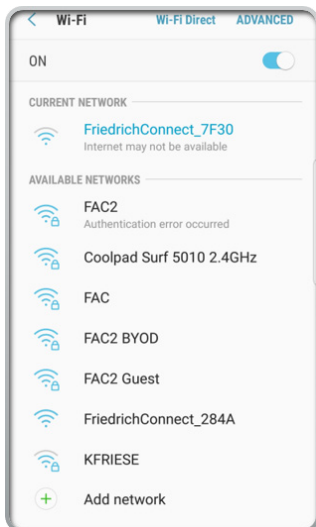 Wi-Fi Wi-Fi Direct ADVANCED
ON
CURRENT NETWORK
FriedrichConnect_7F30
Internet may not be available
AVAILABLE NETWORKS
FAC2
Authentication error occurred
Coolpad Surf 5010 2.4GHz
FAC
FAC2 BYOD
FAC2 Guest
FriedrichConnect_284A
KFRIESE
Add network